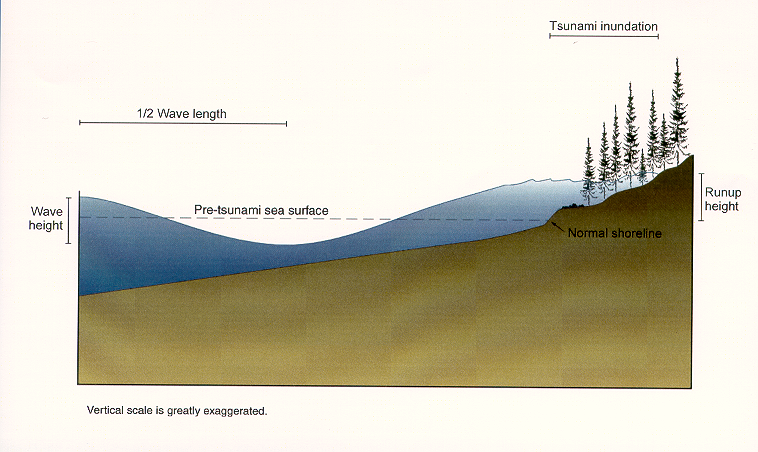 Tsunami inundation
1/2 Wave length
Wave
height
Pre-tsunami sea surface
Runup
height
Normal shoreline
Vertical scale is greatly exaggerated.